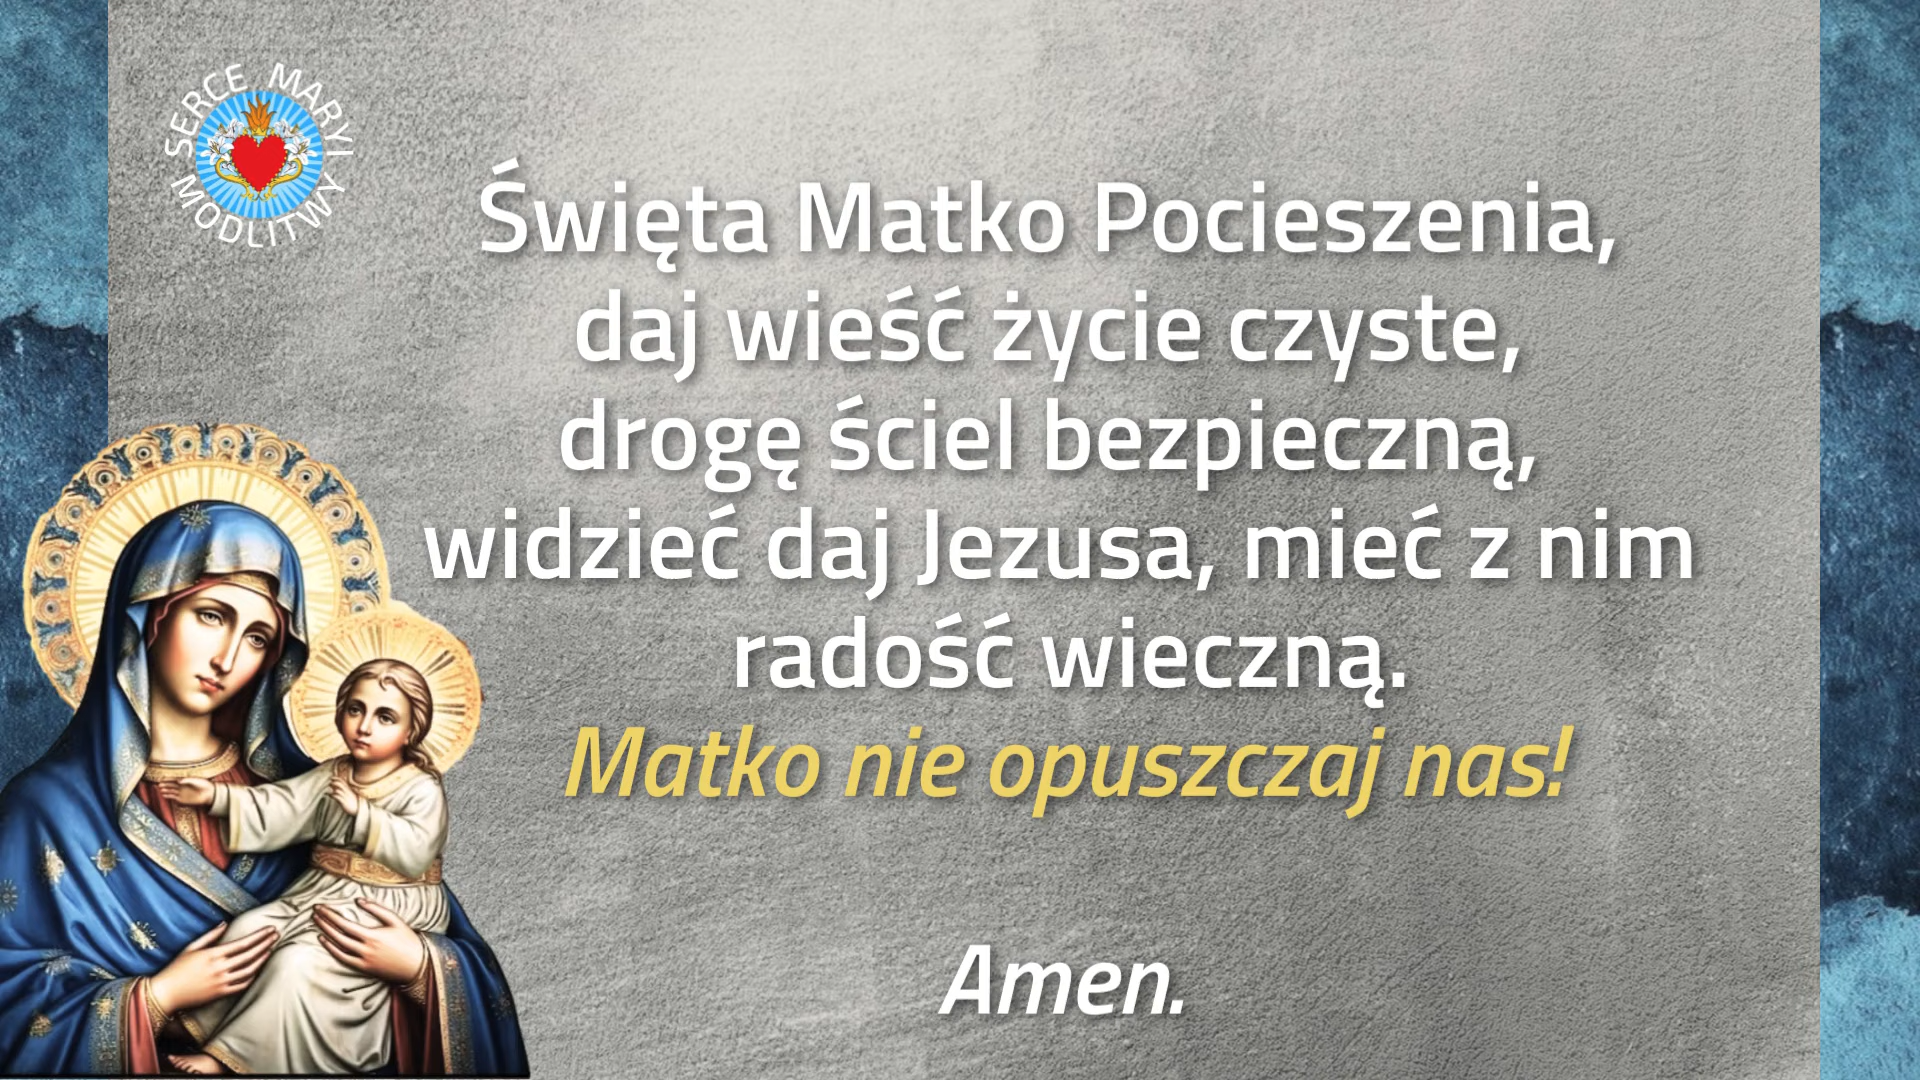 SERCE MARYI
MODLITWY
Święta Matko Pocieszenia,
daj wieść życie czyste,
drogę ściel bezpieczną,
widzieć daj Jezusa, mieć z nim
radość wieczną.
Matko nie opuszczaj nas!
Amen.